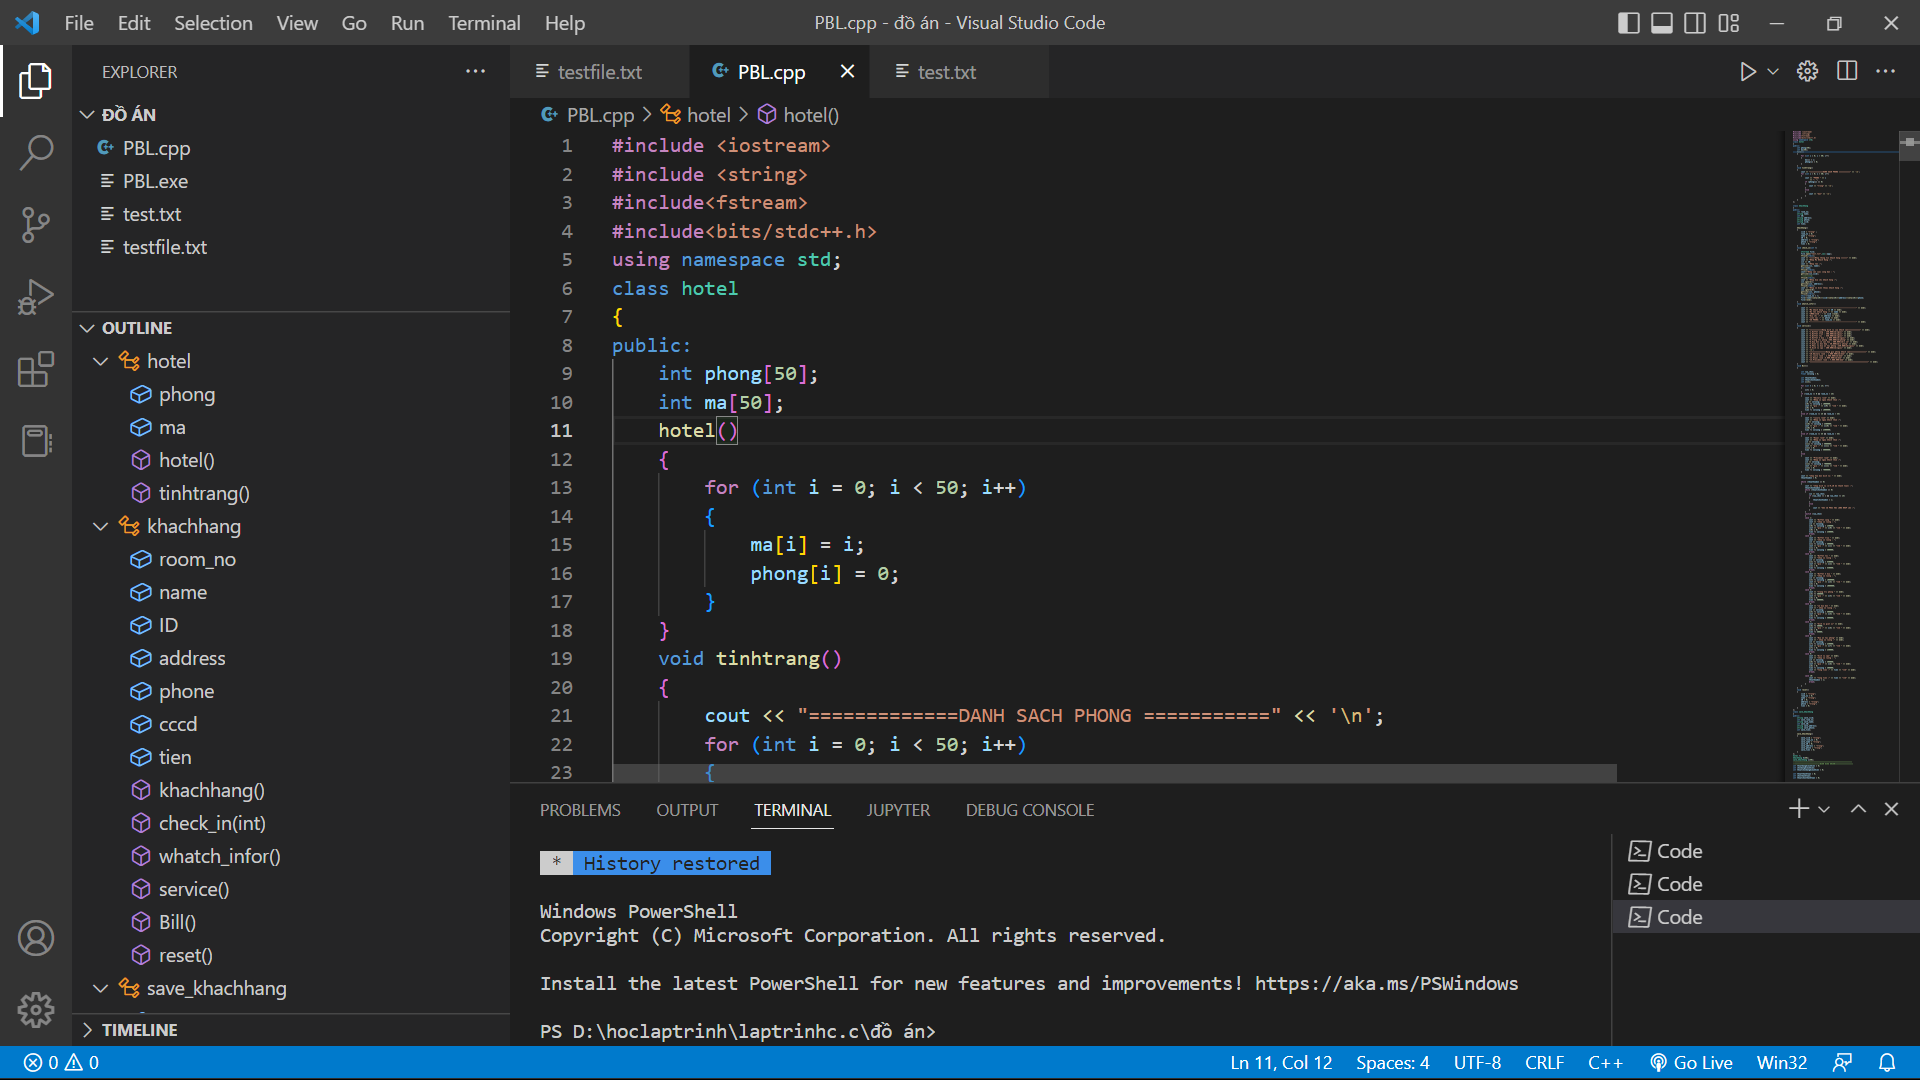 File Edit Selection View Go Run Terminal Help
PBL.cpp - đồ án - Visual Studio Code
EXPLORER
ĐỒ ÁN
PBL.cpp
PBL.exe
test.txt
testfile.txt
OUTLINE
hotel
phong
ma
hotel()
tinhtrang()
khachhang
room_no
name
ID
address
phone
cccd
tien
khachhang()
check_in(int)
whatch_infor()
service()
Bill()
reset()
save_khachhang
TIMELINE
testfile.txt
PBL.cpp
test.txt
PBL.cpp > hotel > hotel()
1 #include <iostream>
2 #include <string>
3 #include<fstream>
4 #include<bits/stdc++.h>
5 using namespace std;
6 class hotel
7 {
8 public:
9 int phong[50];
10 int ma[50];
11 hotel()
12 {
13 for (int i = 0; i < 50; i++)
14 {
15 ma[i] = i;
16 phong[i] = 0;
17 }
18 }
19 void tinhtrang()
20 {
21 cout << "=============DANH SACH PHONG ===========" << '\n';
22 for (int i = 0; i < 50; i++)
23 {
PROBLEMS OUTPUT TERMINAL JUPYTER DEBUG CONSOLE
* History restored
Windows PowerShell
Copyright (C) Microsoft Corporation. All rights reserved.
Install the latest PowerShell for new features and improvements! https://aka.ms/PSWindows
PS D:\hoclaptrinh\laptrinhc.c\đồ án>
Code
Code
Code
0 0
Ln 11, Col 12 Spaces: 4 UTF-8 CRLF C++ Go Live Win32